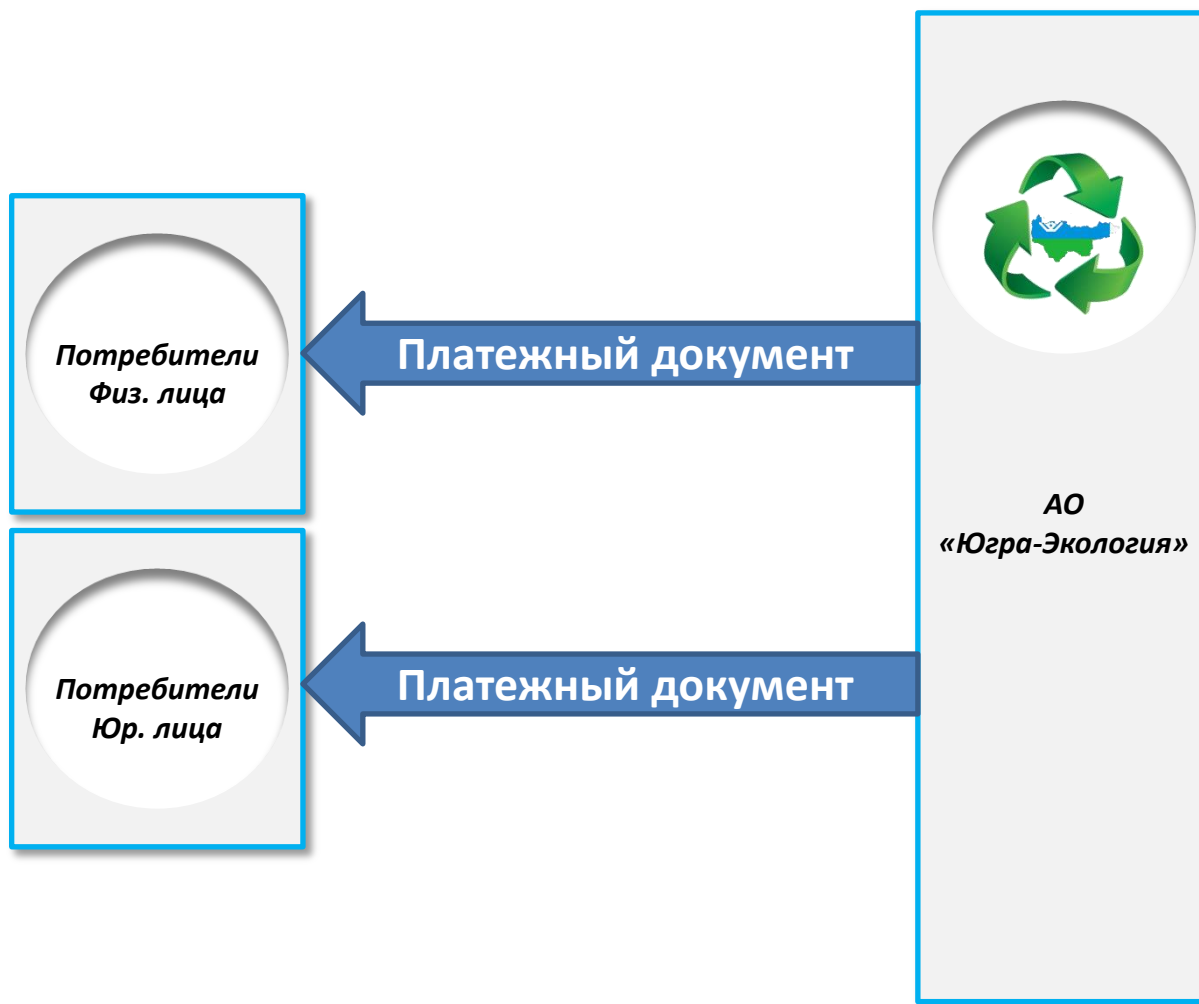 Потребители
Физ. лица
Платежный документ
АО
«Югра-Экология»
Потребители
Юр. лица
Платежный документ